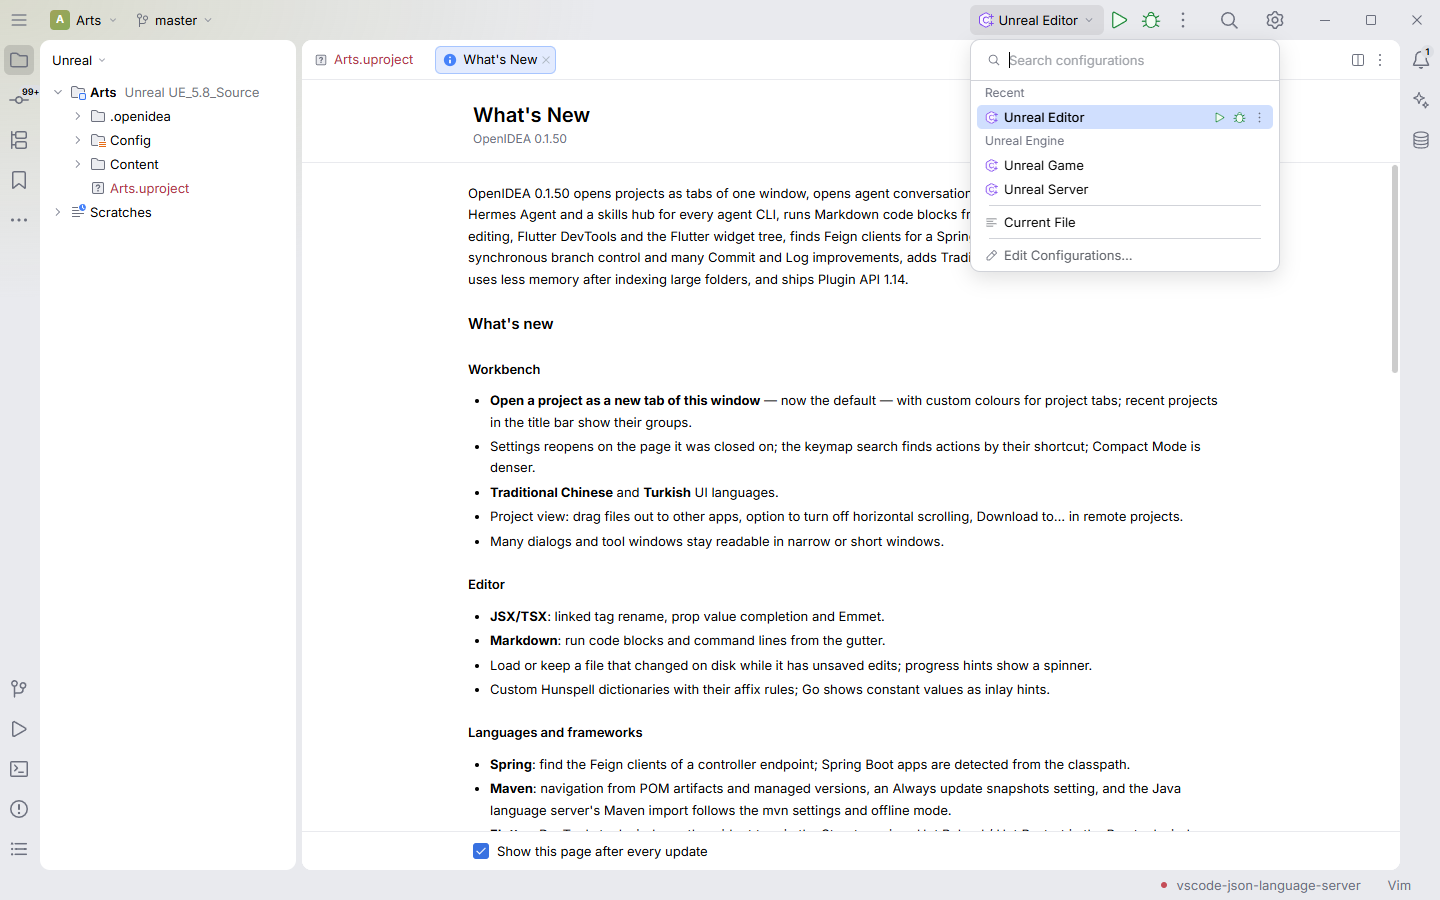 A Arts master Unreal Editor
Unreal
Arts.uproject What's New
Search configurations
Recent
Unreal Editor
Unreal Engine
Unreal Game
Unreal Server
Current File
Edit Configurations...
99+
1
Arts Unreal UE_5.8_Source
.openidea
Config
Content
Arts.uproject
Scratches
What's New
OpenIDEA 0.1.50
OpenIDEA 0.1.50 opens projects as tabs of one window, opens agent conversation
Hermes Agent and a skills hub for every agent CLI, runs Markdown code blocks fr
editing, Flutter DevTools and the Flutter widget tree, finds Feign clients for a Spring
synchronous branch control and many Commit and Log improvements, adds Tradi
uses less memory after indexing large folders, and ships Plugin API 1.14.
What's new
Workbench
• Open a project as a new tab of this window — now the default — with custom colours for project tabs; recent projects
in the title bar show their groups.
• Settings reopens on the page it was closed on; the keymap search finds actions by their shortcut; Compact Mode is
denser.
• Traditional Chinese and Turkish UI languages.
• Project view: drag files out to other apps, option to turn off horizontal scrolling, Download to... in remote projects.
• Many dialogs and tool windows stay readable in narrow or short windows.
Editor
• JSX/TSX: linked tag rename, prop value completion and Emmet.
• Markdown: run code blocks and command lines from the gutter.
• Load or keep a file that changed on disk while it has unsaved edits; progress hints show a spinner.
• Custom Hunspell dictionaries with their affix rules; Go shows constant values as inlay hints.
Languages and frameworks
• Spring: find the Feign clients of a controller endpoint; Spring Boot apps are detected from the classpath.
• Maven: navigation from POM artifacts and managed versions, an Always update snapshots setting, and the Java
language server's Maven import follows the mvn settings and offline mode.
Show this page after every update
vscode-json-language-server Vim